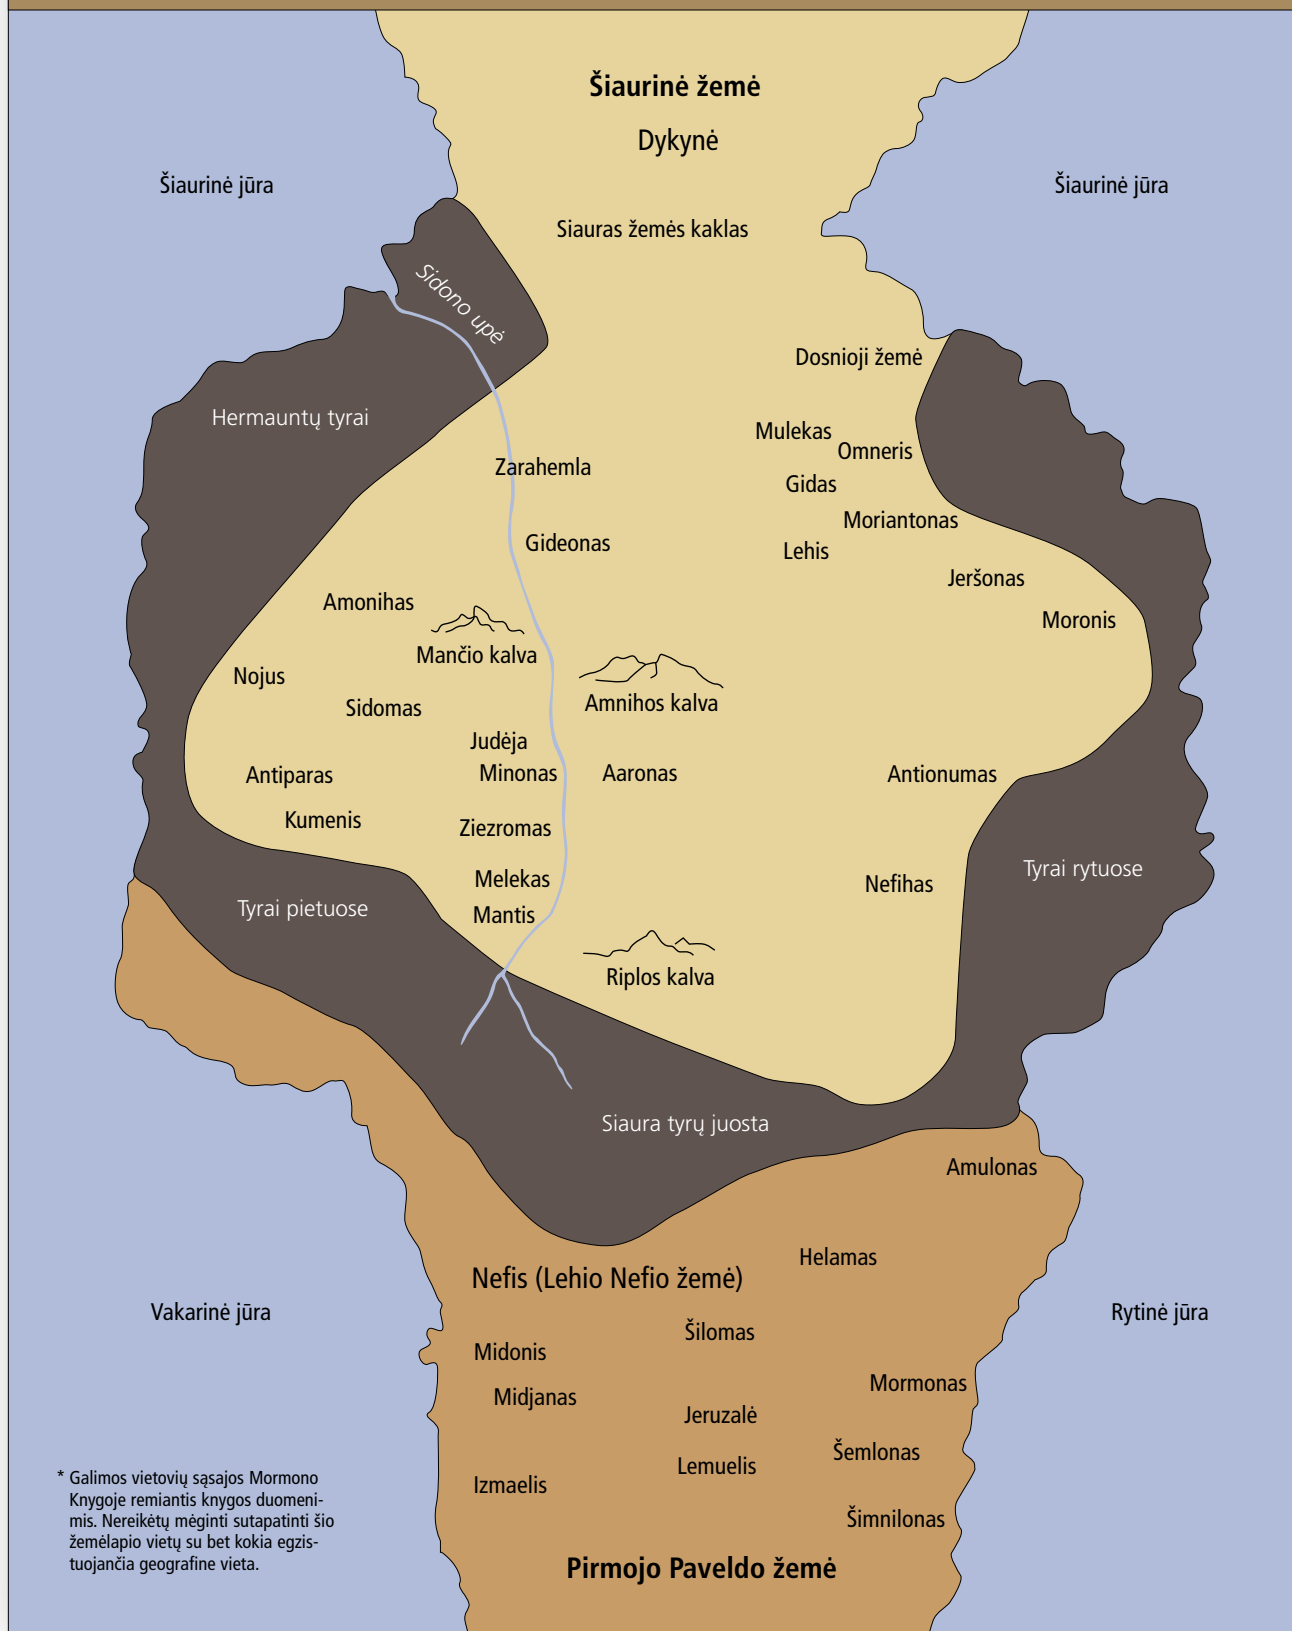 Šiaurinė žemė
Dykynė
Šiaurinė jūra
Šiaurinė jūra
Siauras žemės kaklas
Sidono upė
Dosnioji žemė
Hermauntų tyrai
Mulekas
Omneris
Zarahemla
Gidas
Moriantonas
Gideonas
Lehis
Jeršonas
Amonihas
Moronis
Mančio kalva
Nojus
Amnihos kalva
Sidomas
Judėja
Antiparas
Minonas
Aaronas
Antionumas
Kumenis
Ziezromas
Tyrai rytuose
Melekas
Nefihas
Tyrai pietuose
Mantis
Riplos kalva
Siaura tyrų juosta
Amulonas
Helamas
Nefis (Lehio Nefio žemė)
Vakarinė jūra
Rytinė jūra
Šilomas
Midonis
Mormonas
Midjanas
Jeruzalė
Šemlonas
Lemuelis
Izmaelis
Šimnilonas
* Galimos vietovių sąsajos Mormono
Knygoje remiantis knygos duomeni-
mis. Nereikėtų mėginti sutapatinti šio
žemėlapio vietų su bet kokia egzis-
tuojančia geografine vieta.
Pirmojo Paveldo žemė